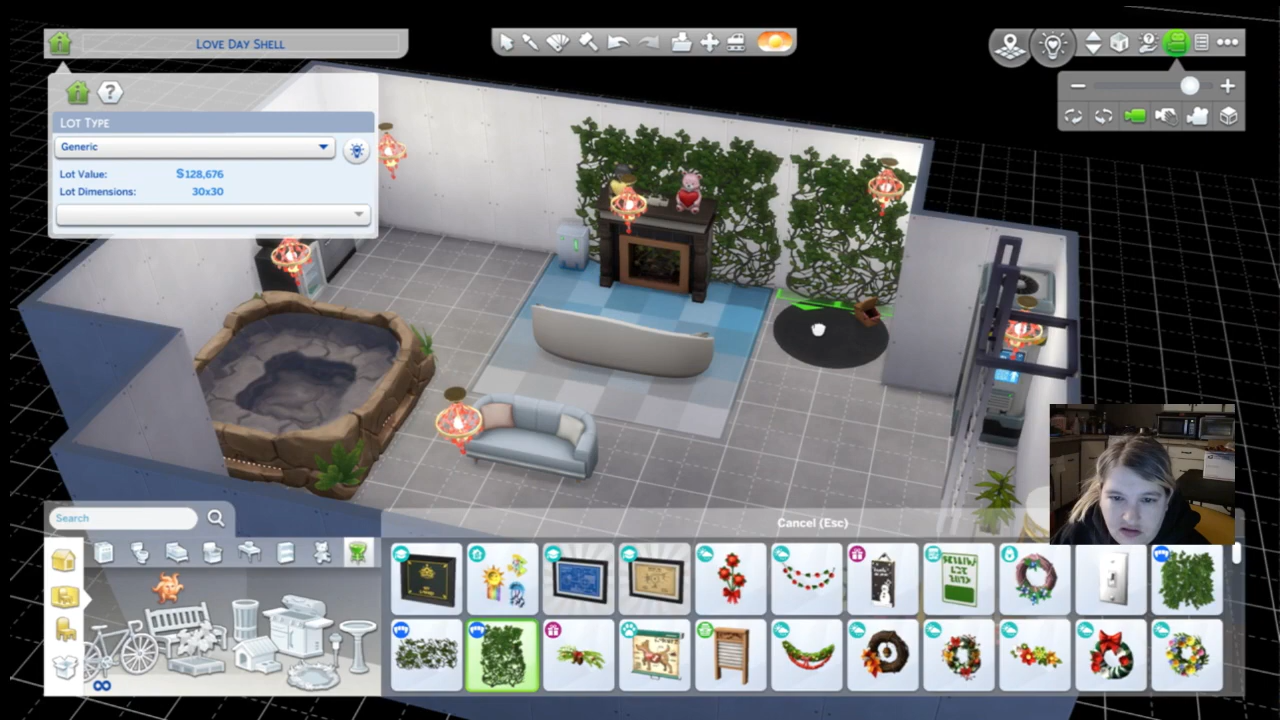 LOVE DAY SHELL
LOT TYPE
Generic
Lot Value: §128,676
Lot Dimensions: 30x30
Search
Cancel (Esc)